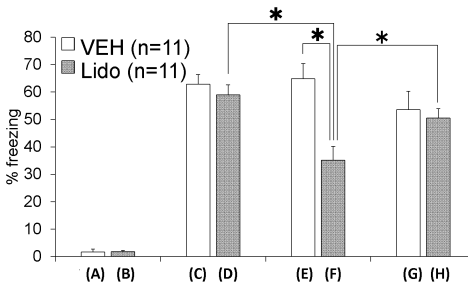 * * *
80
70
60
50
40
30
20
10
0
% freezing
VEH (n=11)
Lido (n=11)
(A) (B) (C) (D) (E) (F) (G) (H)